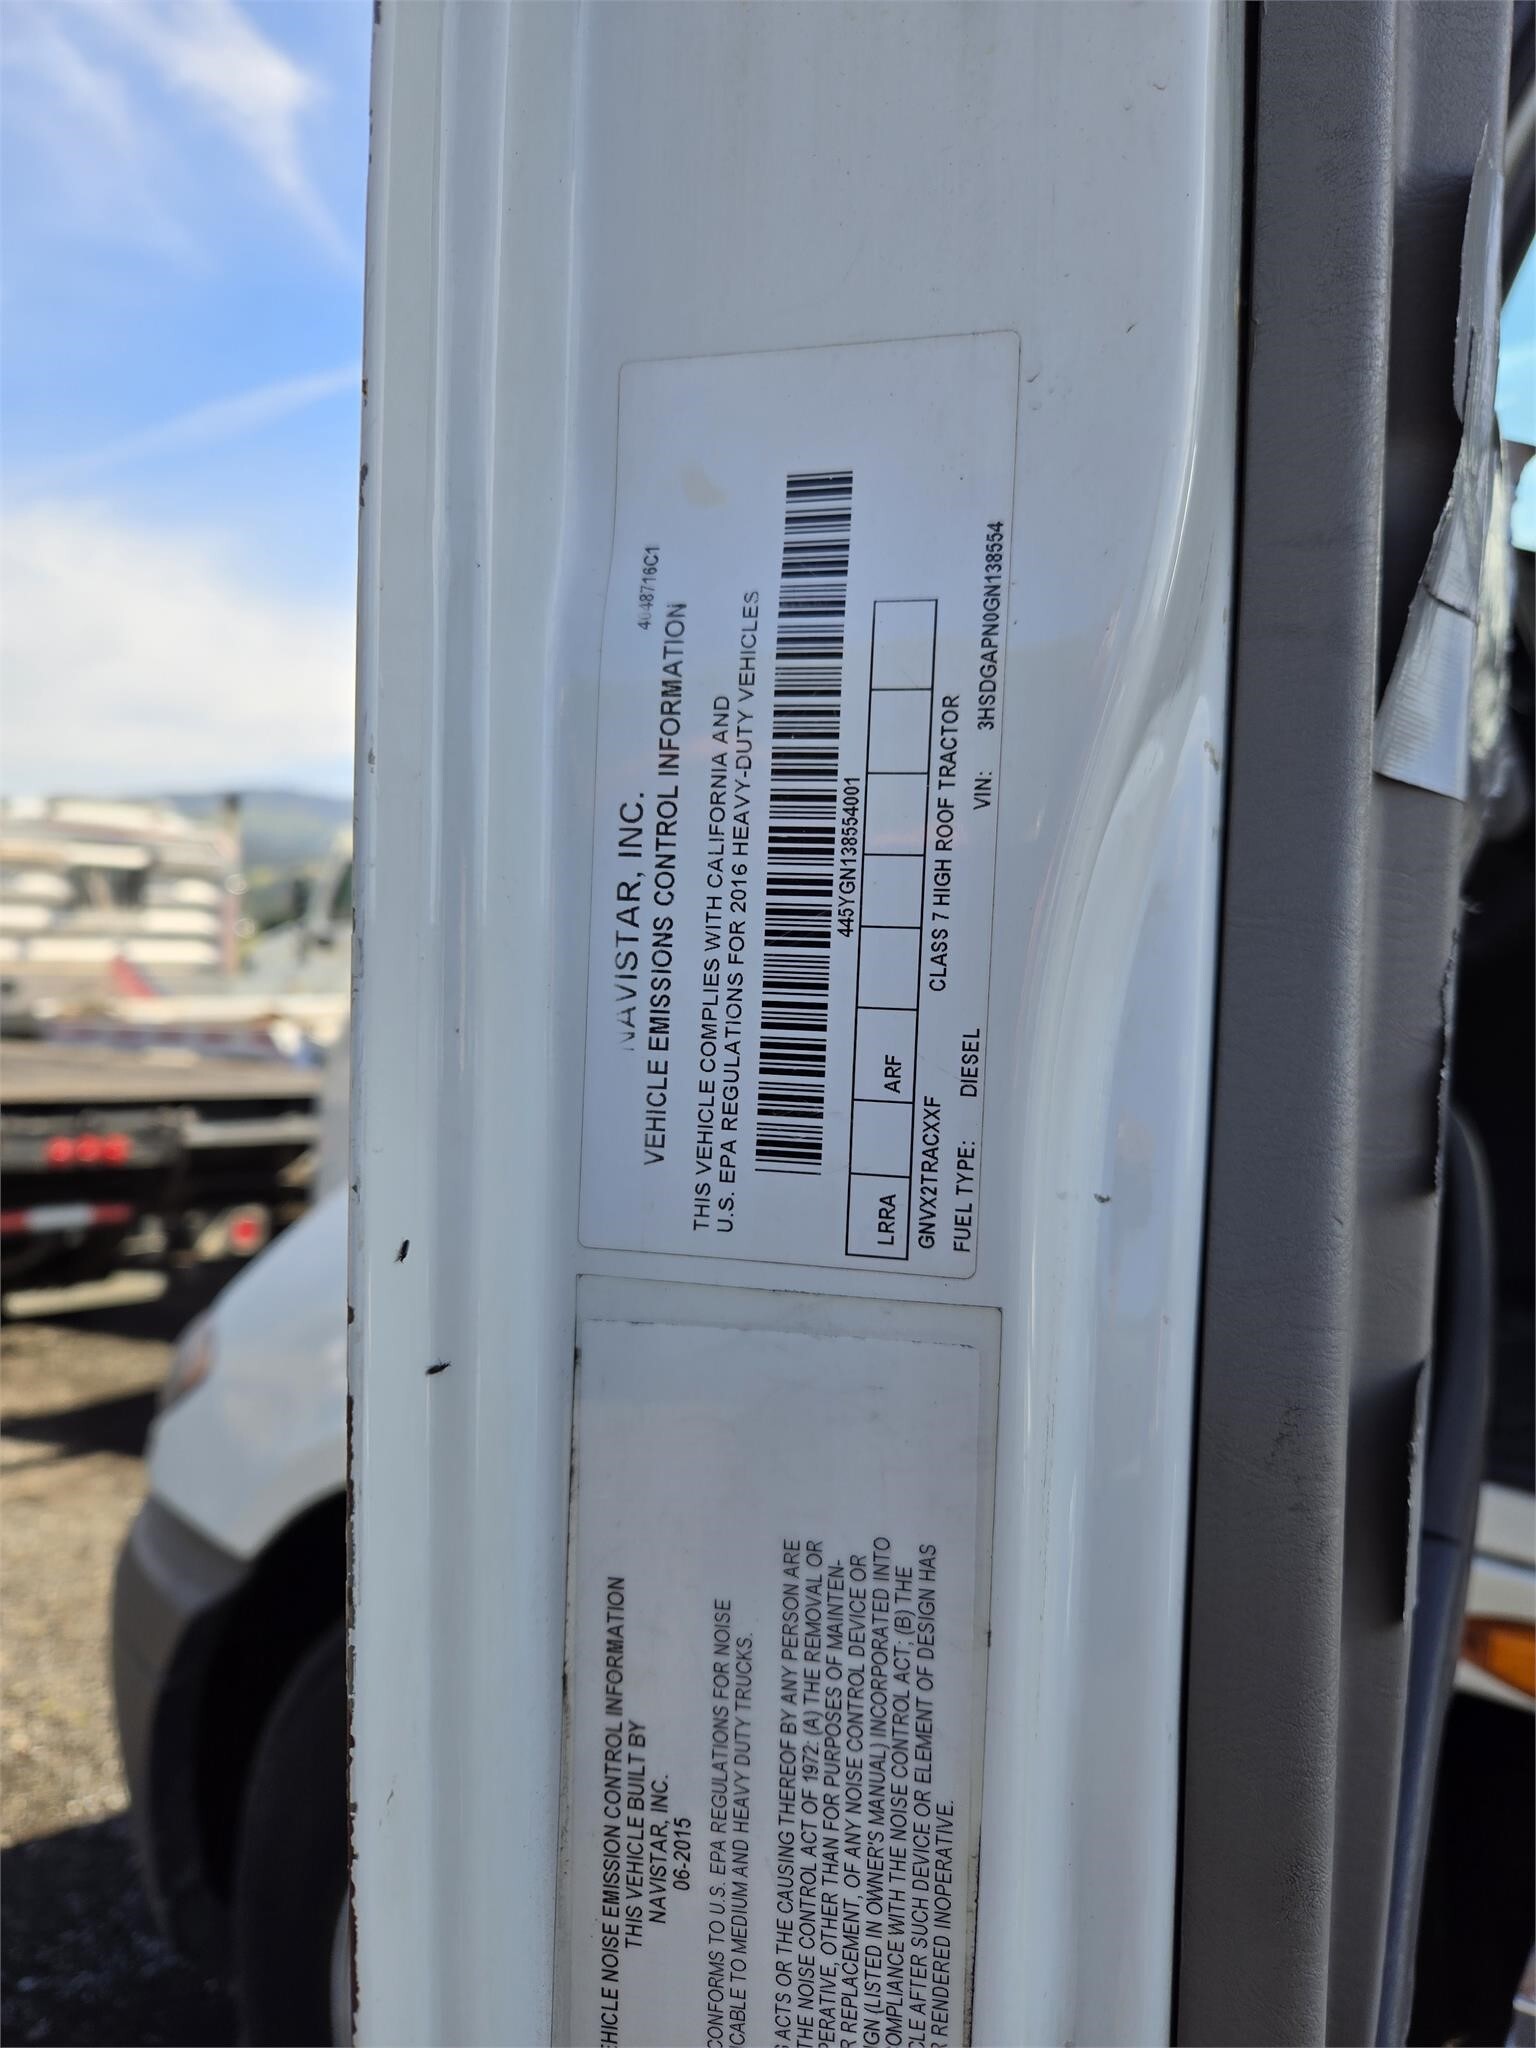 NAVISTAR, INC.
4048716C1
VEHICLE EMISSIONS CONTROL INFORMATION
THIS VEHICLE COMPLIES WITH CALIFORNIA AND
U.S. EPA REGULATIONS FOR 2016 HEAVY-DUTY VEHICLES
445YGN138554001
LRRA ARF
GNVX2TRACXXF CLASS 7 HIGH ROOF TRACTOR
FUEL TYPE: DIESEL VIN: 3HSDGAPN0GN138554
EHICLE NOISE EMISSION CONTROL INFORMATION
THIS VEHICLE BUILT BY
NAVISTAR, INC.
06-2015
CONFORMS TO U.S. EPA REGULATIONS FOR NOISE
ICABLE TO MEDIUM AND HEAVY DUTY TRUCKS.
ACTS OR THE CAUSING THEREOF BY ANY PERSON ARE
THE NOISE CONTROL ACT OF 1972: (A) THE REMOVAL OR
PERATIVE, OTHER THAN FOR PURPOSES OF MAINTEN-
R REPLACEMENT, OF ANY NOISE CONTROL DEVICE OR
IGN (LISTED IN OWNER'S MANUAL) INCORPORATED INTO
OMPLIANCE WITH THE NOISE CONTROL ACT; (B) THE
CLE AFTER SUCH DEVICE OR ELEMENT OF DESIGN HAS
R RENDERED INOPERATIVE.